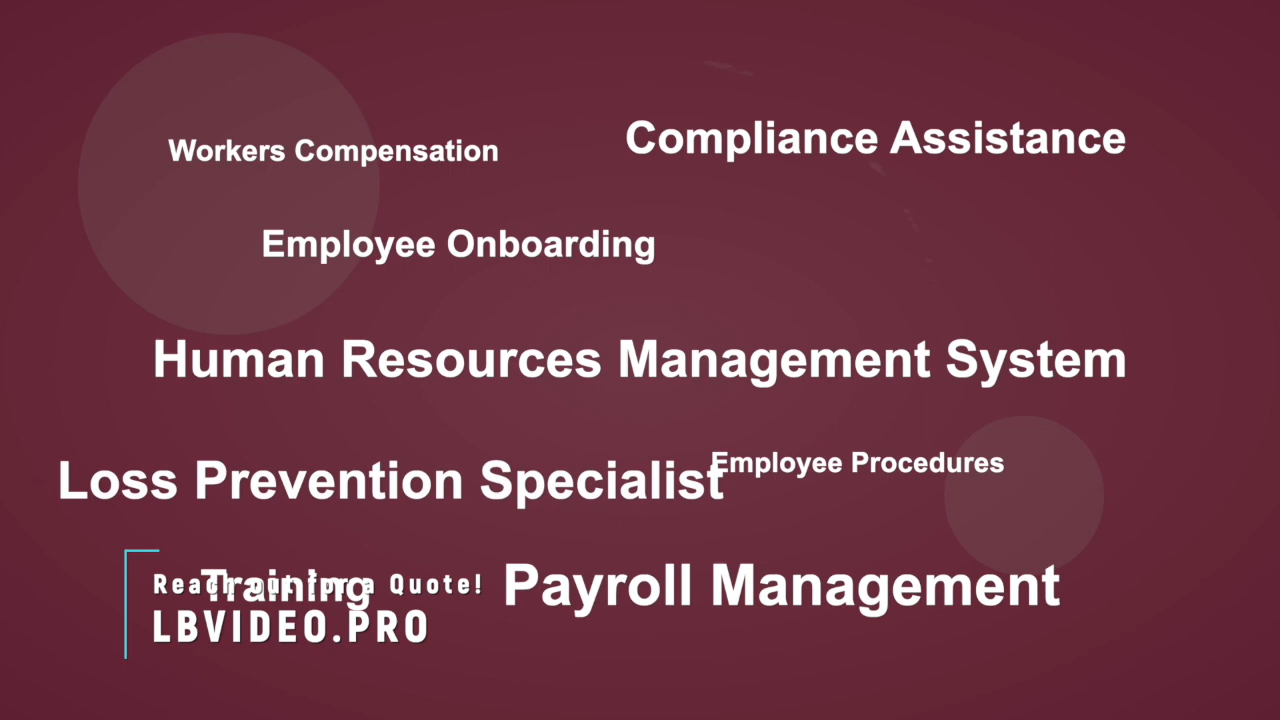 Compliance Assistance
Workers Compensation
Employee Onboarding
Human Resources Management System
Employee Procedures
Loss Prevention Specialist
Training
Payroll Management
Reach out for a Quote!
LBVIDEO.PRO